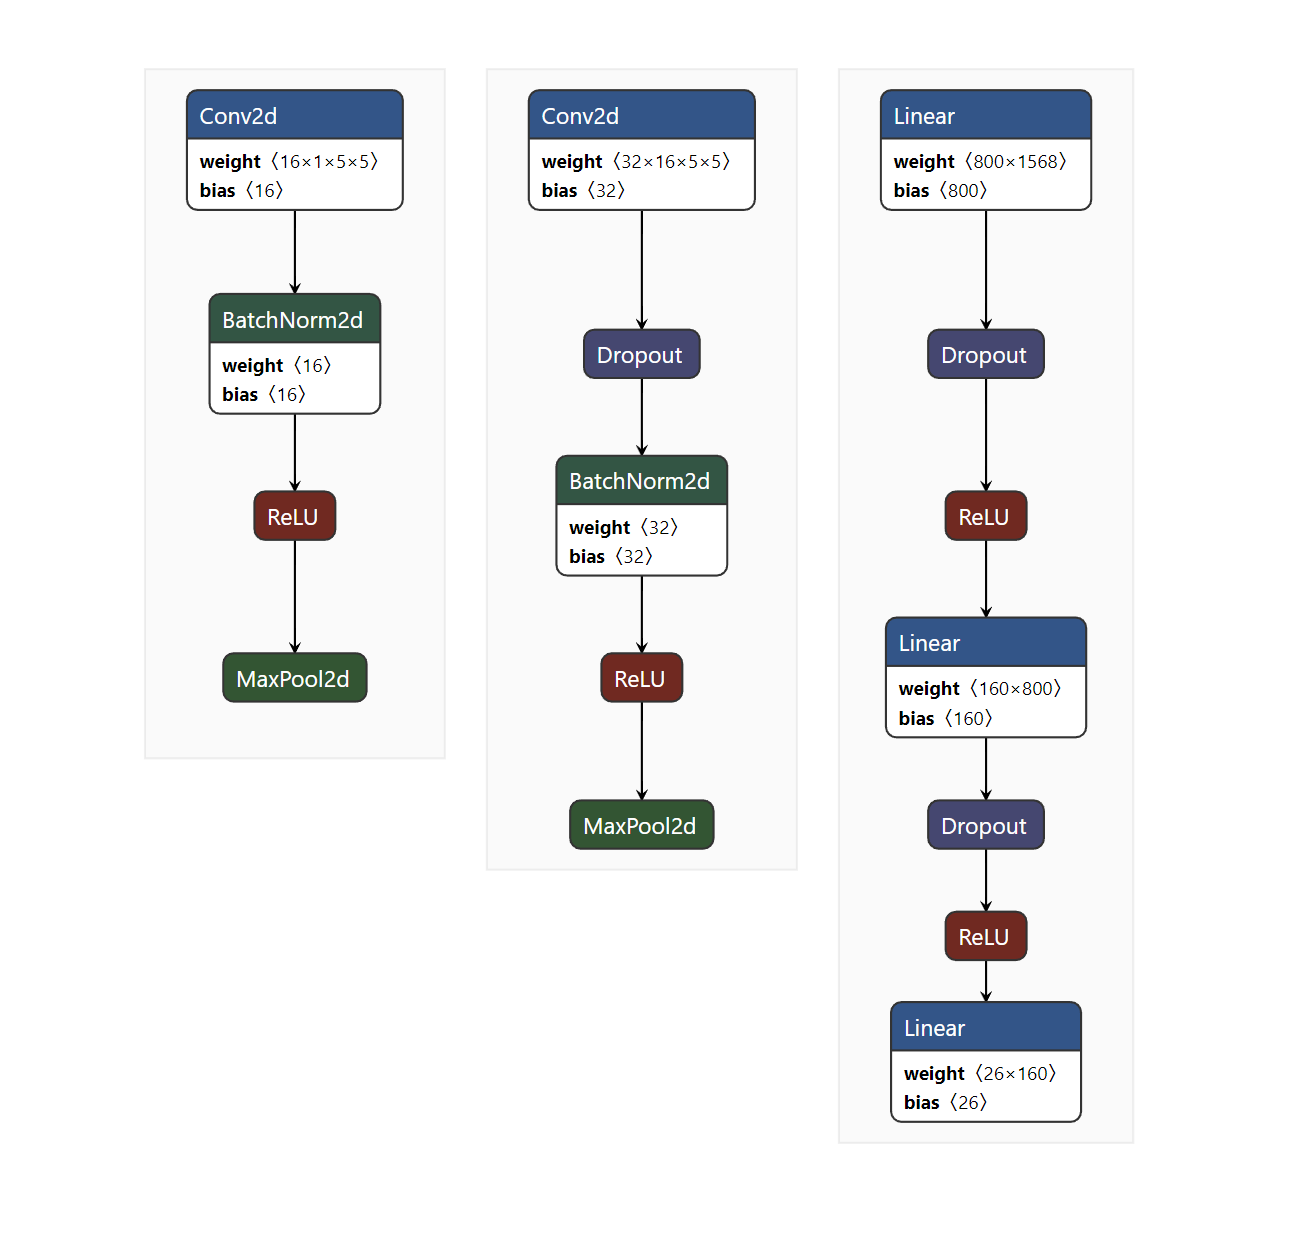 Conv2d
weight〈16×1×5×5〉
bias〈16〉
BatchNorm2d
weight〈16〉
bias〈16〉
ReLU
MaxPool2d
Conv2d
weight〈32×16×5×5〉
bias〈32〉
Dropout
BatchNorm2d
weight〈32〉
bias〈32〉
ReLU
MaxPool2d
Linear
weight〈800×1568〉
bias〈800〉
Dropout
ReLU
Linear
weight〈160×800〉
bias〈160〉
Dropout
ReLU
Linear
weight〈26×160〉
bias〈26〉